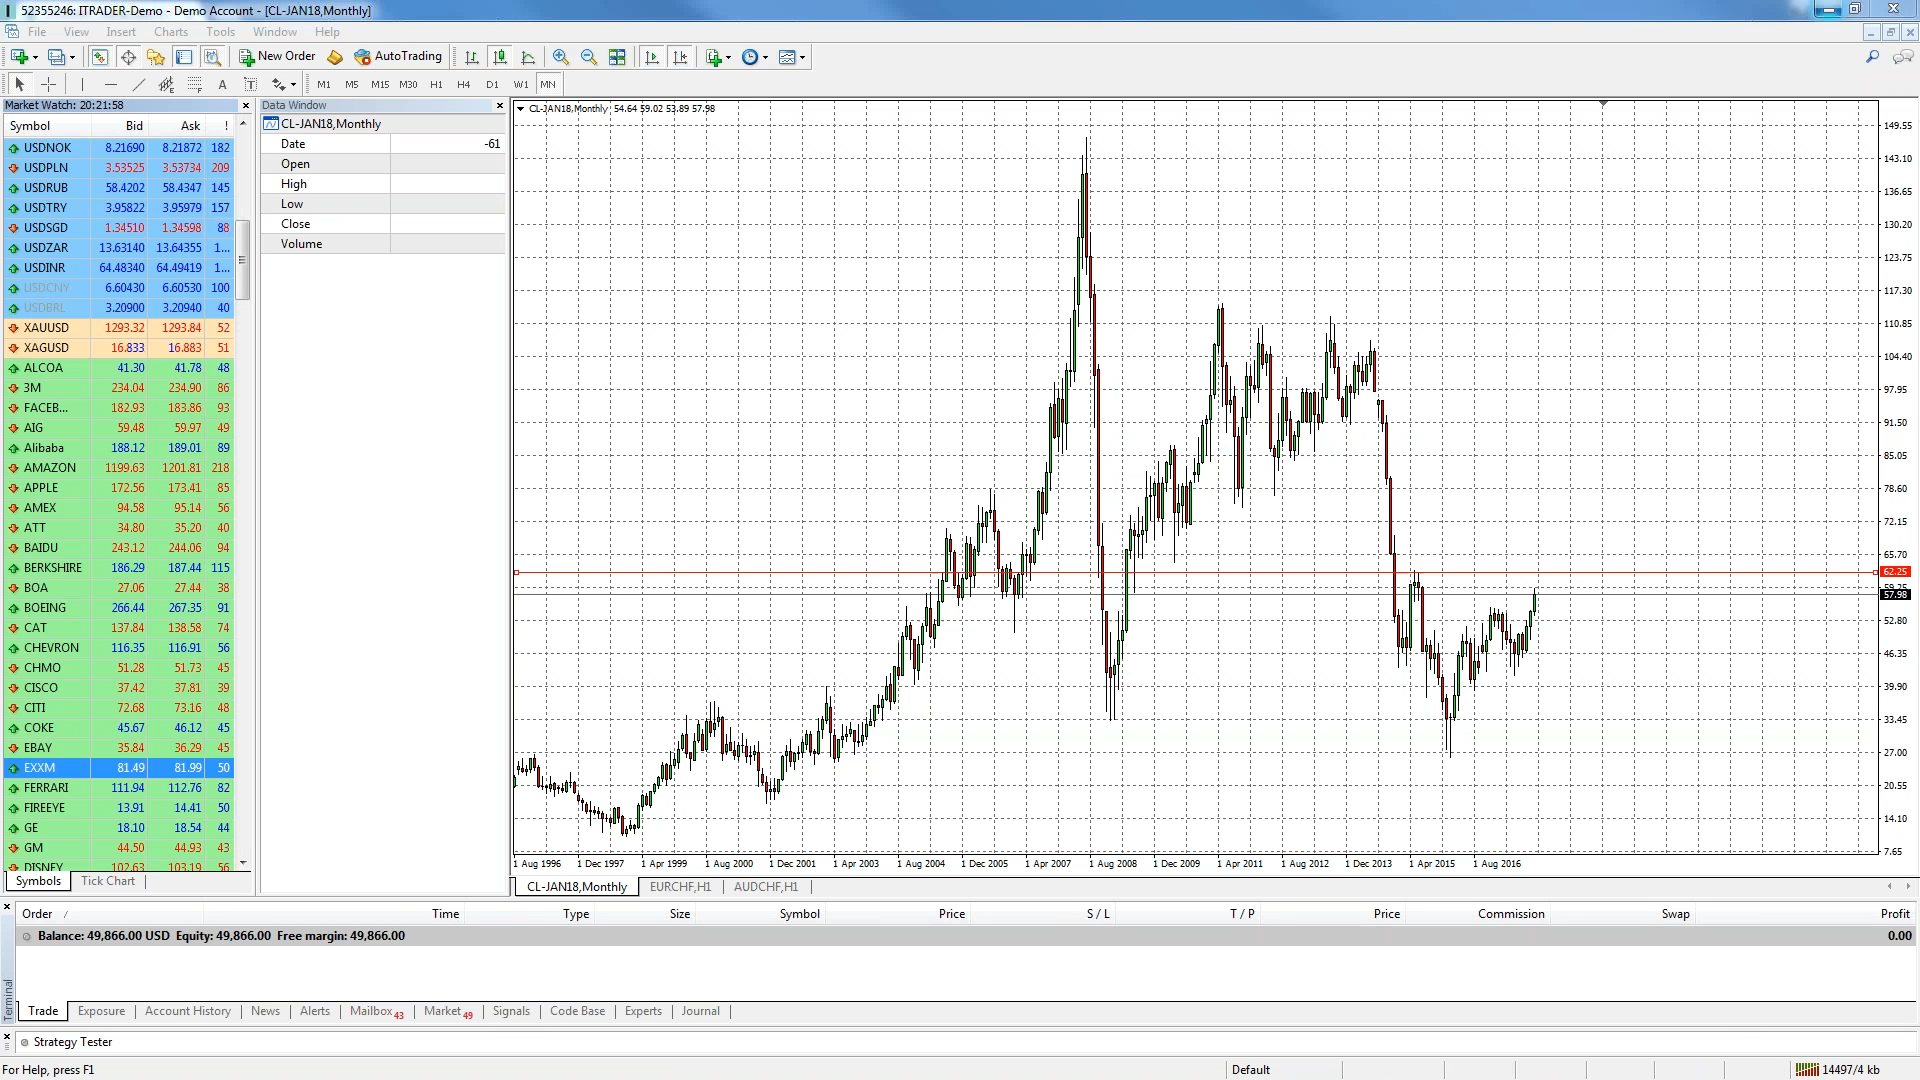 52355246: ITRADER-Demo - Demo Account - [CL-JAN18,Monthly]
File View Insert Charts Tools Window Help
New Order AutoTrading
A T M1 M5 M15 M30 H1 H4 D1 W1 MN
Market Watch: 20:21:58
Symbol Bid Ask !
USDNOK 8.21690 8.21872 182
USDPLN 3.53525 3.53734 209
USDRUB 58.4202 58.4347 145
USDTRY 3.95822 3.95979 157
USDSGD 1.34510 1.34598 88
USDZAR 13.63140 13.64355 1...
USDINR 64.48340 64.49419 1...
USDCNY 6.60430 6.60530 100
USDBRL 3.20900 3.20940 40
XAUUSD 1293.32 1293.84 52
XAGUSD 16.833 16.883 51
ALCOA 41.30 41.78 48
3M 234.04 234.90 86
FACEB... 182.93 183.86 93
AIG 59.48 59.97 49
Alibaba 188.12 189.01 89
AMAZON 1199.63 1201.81 218
APPLE 172.56 173.41 85
AMEX 94.58 95.14 56
ATT 34.80 35.20 40
BAIDU 243.12 244.06 94
BERKSHIRE 186.29 187.44 115
BOA 27.06 27.44 38
BOEING 266.44 267.35 91
CAT 137.84 138.58 74
CHEVRON 116.35 116.91 56
CHMO 51.28 51.73 45
CISCO 37.42 37.81 39
CITI 72.68 73.16 48
COKE 45.67 46.12 45
EBAY 35.84 36.29 45
EXXM 81.49 81.99 50
FERRARI 111.94 112.76 82
FIREEYE 13.91 14.41 50
GE 18.10 18.54 44
GM 44.50 44.93 43
DISNEY 102.63 103.19 56
Symbols Tick Chart
Data Window
CL-JAN18,Monthly
Date -61
Open
High
Low
Close
Volume
CL-JAN18,Monthly 54.64 59.02 53.89 57.98
149.55
143.10
136.65
130.20
123.75
117.30
110.85
104.40
97.95
91.50
85.05
78.60
72.15
65.70
62.25
59.25
57.98
52.80
46.35
39.90
33.45
27.00
20.55
14.10
7.65
1 Aug 1996 1 Dec 1997 1 Apr 1999 1 Aug 2000 1 Dec 2001 1 Apr 2003 1 Aug 2004 1 Dec 2005 1 Apr 2007 1 Aug 2008 1 Dec 2009 1 Apr 2011 1 Aug 2012 1 Dec 2013 1 Apr 2015 1 Aug 2016
CL-JAN18,Monthly EURCHF,H1 AUDCHF,H1
Order / Time Type Size Symbol Price S / L T / P Price Commission Swap Profit
Balance: 49,866.00 USD Equity: 49,866.00 Free margin: 49,866.00 0.00
Terminal
Trade Exposure Account History News Alerts Mailbox 43 Market 49 Signals Code Base Experts Journal
Strategy Tester
For Help, press F1 Default 14497/4 kb